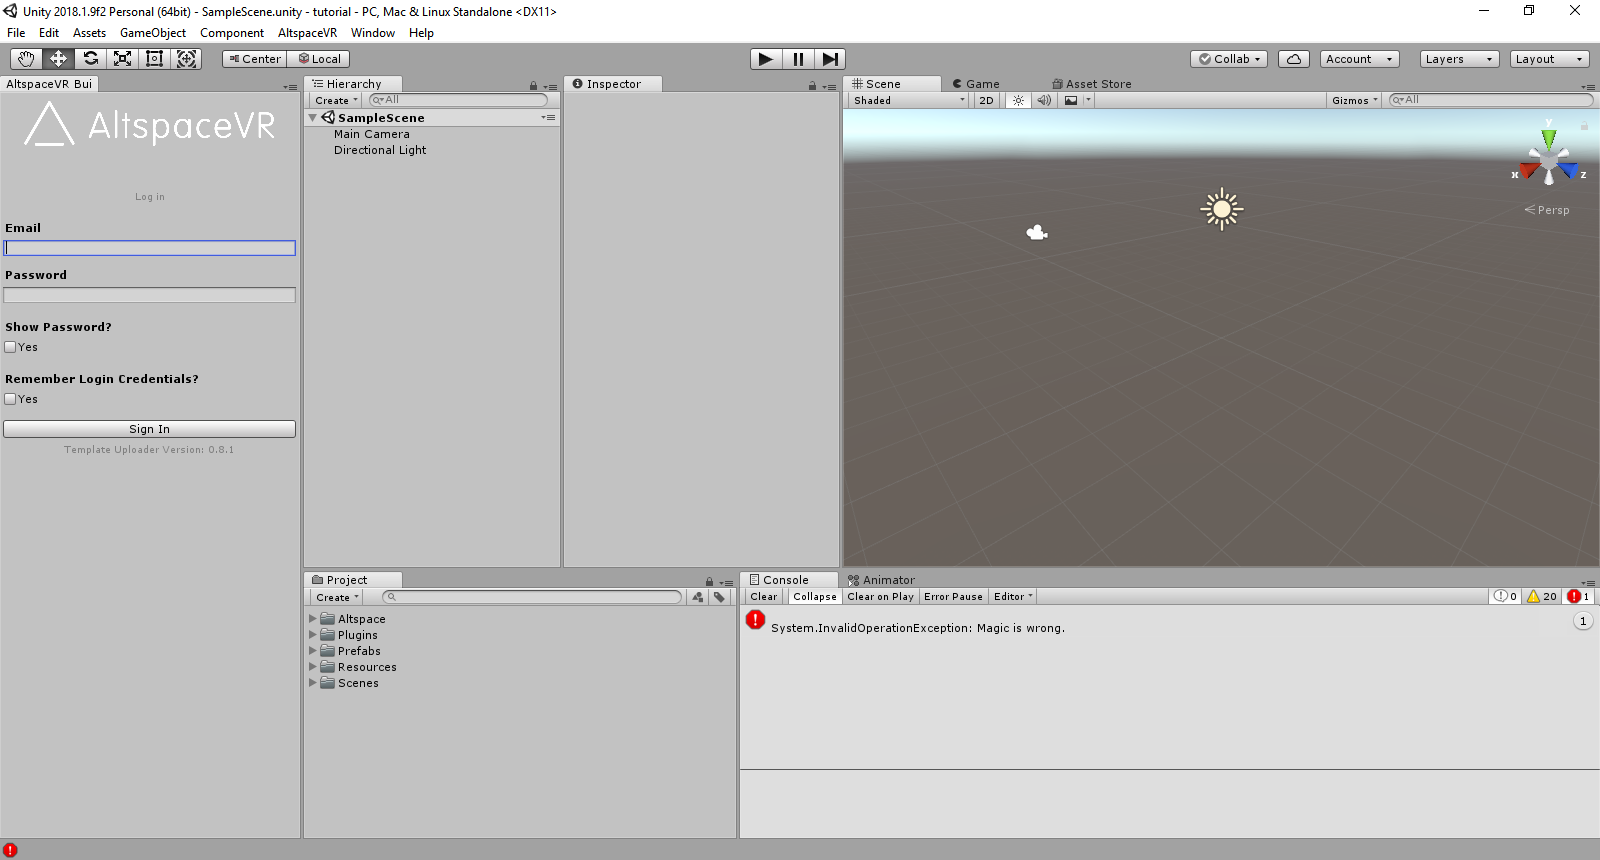 Unity 2018.1.9f2 Personal (64bit) - SampleScene.unity - tutorial - PC, Mac & Linux Standalone <DX11>
File Edit Assets GameObject Component AltspaceVR Window Help
Center Local Collab Account Layers Layout
AltspaceVR Bui
AltspaceVR
Log in
Email
Password
Show Password?
Yes
Remember Login Credentials?
Yes
Sign In
Template Uploader Version: 0.8.1
Hierarchy
Create All
SampleScene
Main Camera
Directional Light
Inspector
Scene Game Asset Store
Shaded 2D Gizmos All
y
x z
Persp
Project
Create
Altspace
Plugins
Prefabs
Resources
Scenes
Console Animator
Clear Collapse Clear on Play Error Pause Editor 0 20 1
System.InvalidOperationException: Magic is wrong. 1